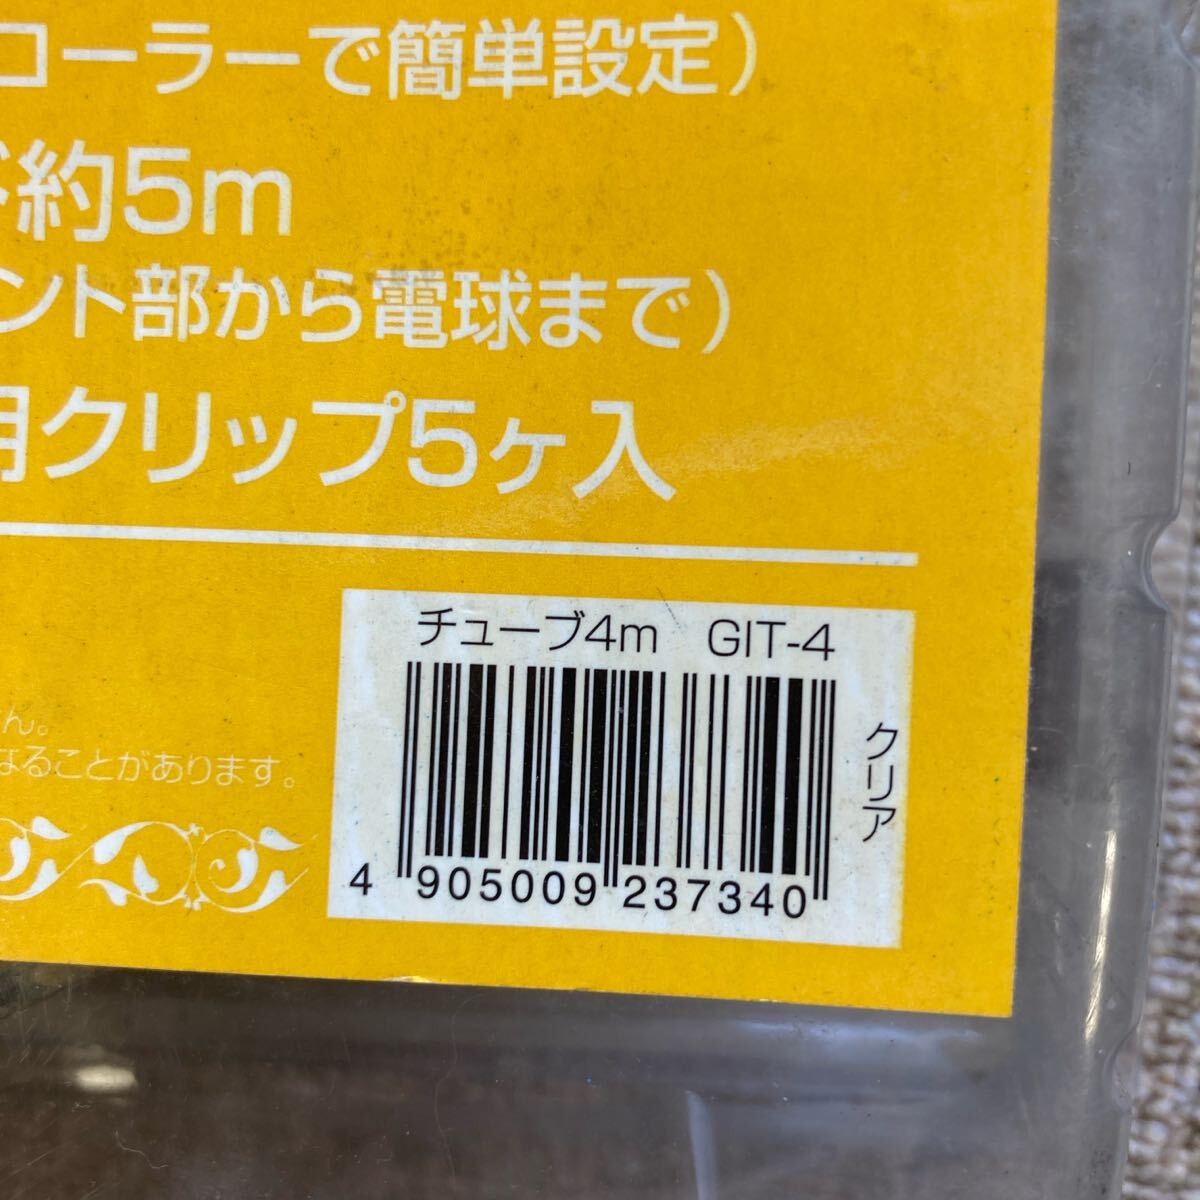 コーラーで簡単設定）
ド約5m
ント部から電球まで）
用クリップ5ヶ入
チューブ4m GIT-4
クリア
4 905009 237340
せん。
なることがあります。